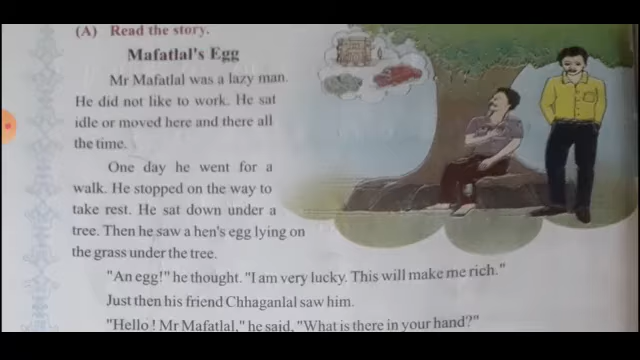 (A) Read the story.
Mafatlal's Egg
Mr Mafatlal was a lazy man.
He did not like to work. He sat
idle or moved here and there all
the time.
One day he went for a
walk. He stopped on the way to
take rest. He sat down under a
tree. Then he saw a hen's egg lying on
the grass under the tree.
"An egg!" he thought. "I am very lucky. This will make me rich."
Just then his friend Chhaganlal saw him.
"Hello! Mr Mafatlal," he said, "What is there in your hand?"